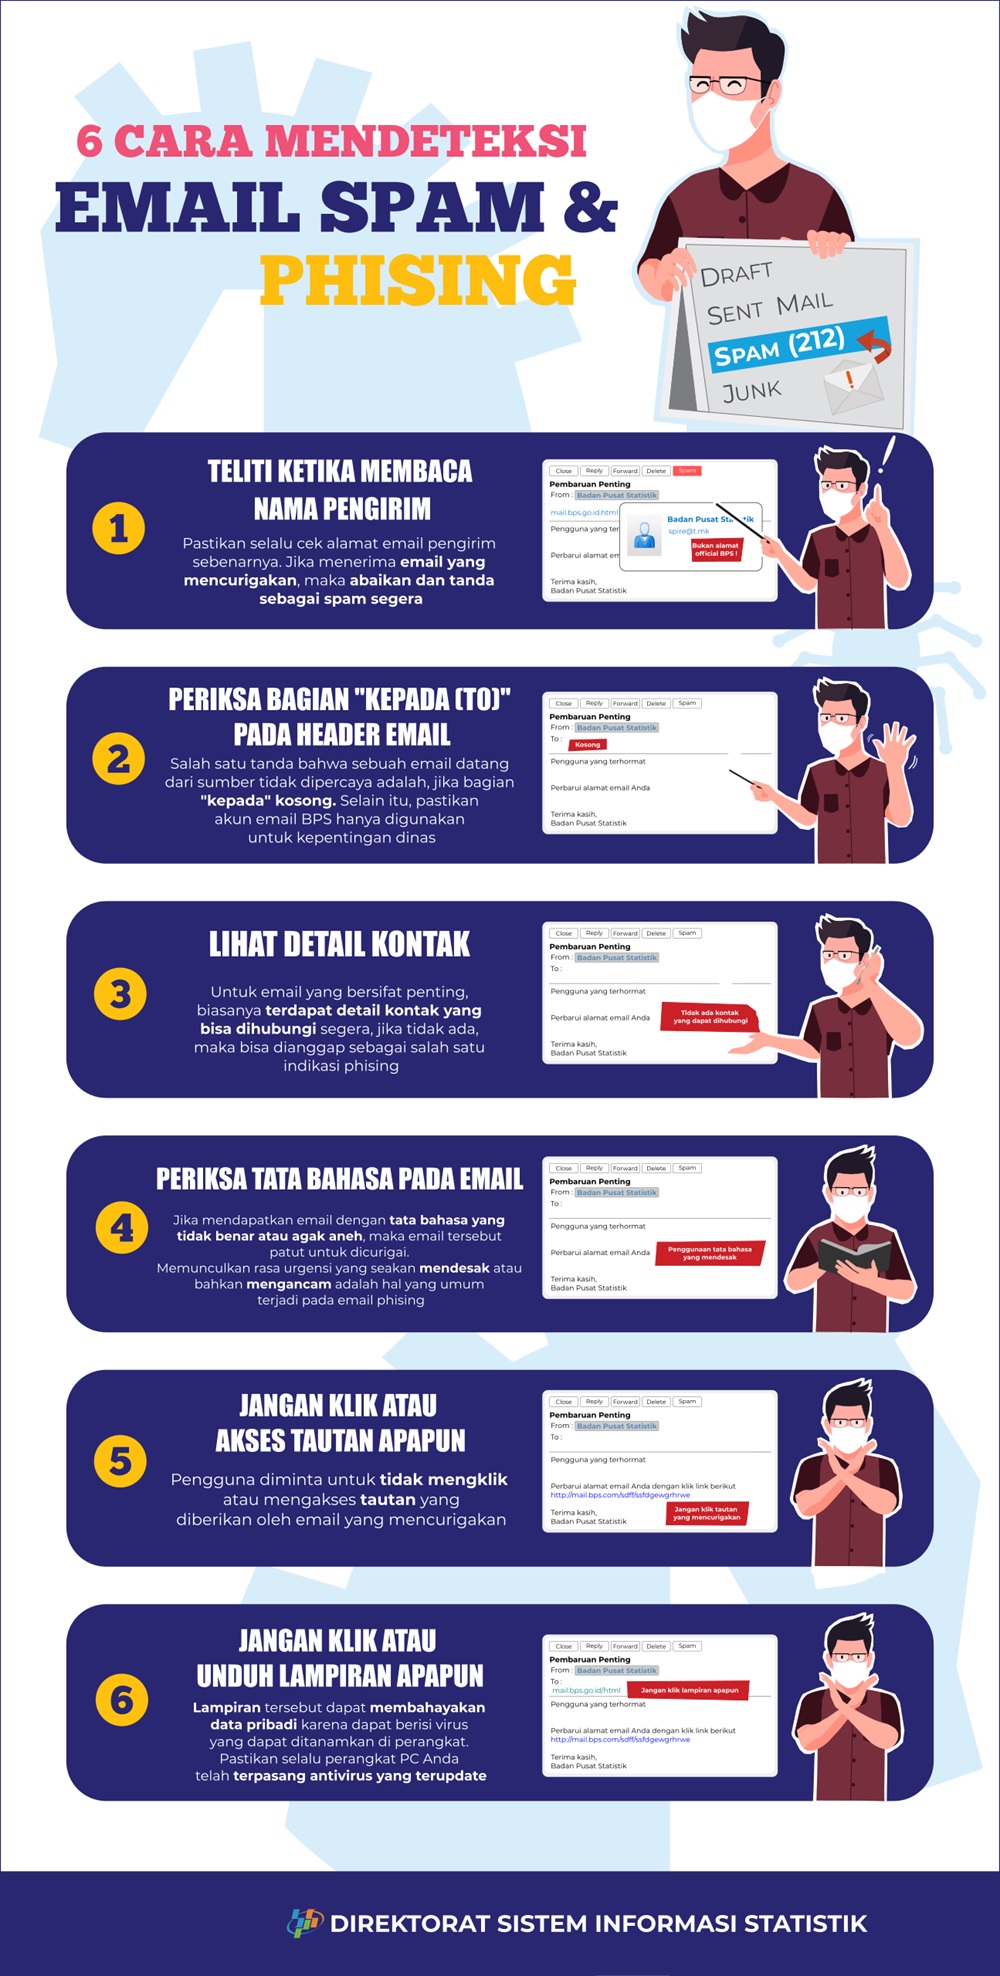 6 CARA MENDETEKSI
EMAIL SPAM &
PHISING
DRAFT
SENT MAIL
SPAM (212)
JUNK
!
1
TELITI KETIKA MEMBACA
NAMA PENGIRIM
Pastikan selalu cek alamat email pengirim
sebenarnya. Jika menerima email yang
mencurigakan, maka abaikan dan tanda
sebagai spam segera
Close Reply Forward Delete Spam
Pembaruan Penting
From : Badan Pusat Statistik
mail.bps.go.id.html
Badan Pusat
spire@t.mk
Bukan alamat
official BPS !
Pengguna yang ter
Perbarui alamat em
Terima kasih,
Badan Pusat Statistik
2
PERIKSA BAGIAN "KEPADA (TO)"
PADA HEADER EMAIL
Salah satu tanda bahwa sebuah email datang
dari sumber tidak dipercaya adalah, jika bagian
"kepada" kosong. Selain itu, pastikan
akun email BPS hanya digunakan
untuk kepentingan dinas
Close Reply Forward Delete Spam
Pembaruan Penting
From : Badan Pusat Statistik
To :
Kosong
Pengguna yang terhormat
Perbarui alamat email Anda
Terima kasih,
Badan Pusat Statistik
3
LIHAT DETAIL KONTAK
Untuk email yang bersifat penting,
biasanya terdapat detail kontak yang
bisa dihubungi segera, jika tidak ada,
maka bisa dianggap sebagai salah satu
indikasi phising
Close Reply Forward Delete Spam
Pembaruan Penting
From : Badan Pusat Statistik
To :
Pengguna yang terhormat
Perbarui alamat email Anda
Tidak ada kontak
yang dapat dihubungi
Terima kasih,
Badan Pusat Statistik
4
PERIKSA TATA BAHASA PADA EMAIL
Jika mendapatkan email dengan tata bahasa yang
tidak benar atau agak aneh, maka email tersebut
patut untuk dicurigai.
Memunculkan rasa urgensi yang seakan mendesak atau
bahkan mengancam adalah hal yang umum
terjadi pada email phising
Close Reply Forward Delete Spam
Pembaruan Penting
From : Badan Pusat Statistik
To :
Pengguna yang terhormat
Perbarui alamat email Anda
Penggunaan tata bahasa
yang mendesak
Terima kasih,
Badan Pusat Statistik
5
JANGAN KLIK ATAU
AKSES TAUTAN APAPUN
Pengguna diminta untuk tidak mengklik
atau mengakses tautan yang
diberikan oleh email yang mencurigakan
Close Reply Forward Delete Spam
Pembaruan Penting
From : Badan Pusat Statistik
To :
Pengguna yang terhormat
Perbarui alamat email Anda dengan klik link berikut
http://mail.bps.com/sdff/ssfdgewgrhrwe
Jangan klik tautan
yang mencurigakan
Terima kasih,
Badan Pusat Statistik
6
JANGAN KLIK ATAU
UNDUH LAMPIRAN APAPUN
Lampiran tersebut dapat membahayakan
data pribadi karena dapat berisi virus
yang dapat ditanamkan di perangkat.
Pastikan selalu perangkat PC Anda
telah terpasang antivirus yang terupdate
Close Reply Forward Delete Spam
Pembaruan Penting
From : Badan Pusat Statistik
To :
mail.bps.go.id/html
Jangan klik lampiran apapun
Pengguna yang terhormat
Perbarui alamat email Anda dengan klik link berikut
http://mail.bps.com/sdff/ssfdgewgrhrwe
Terima kasih,
Badan Pusat Statistik
DIREKTORAT SISTEM INFORMASI STATISTIK